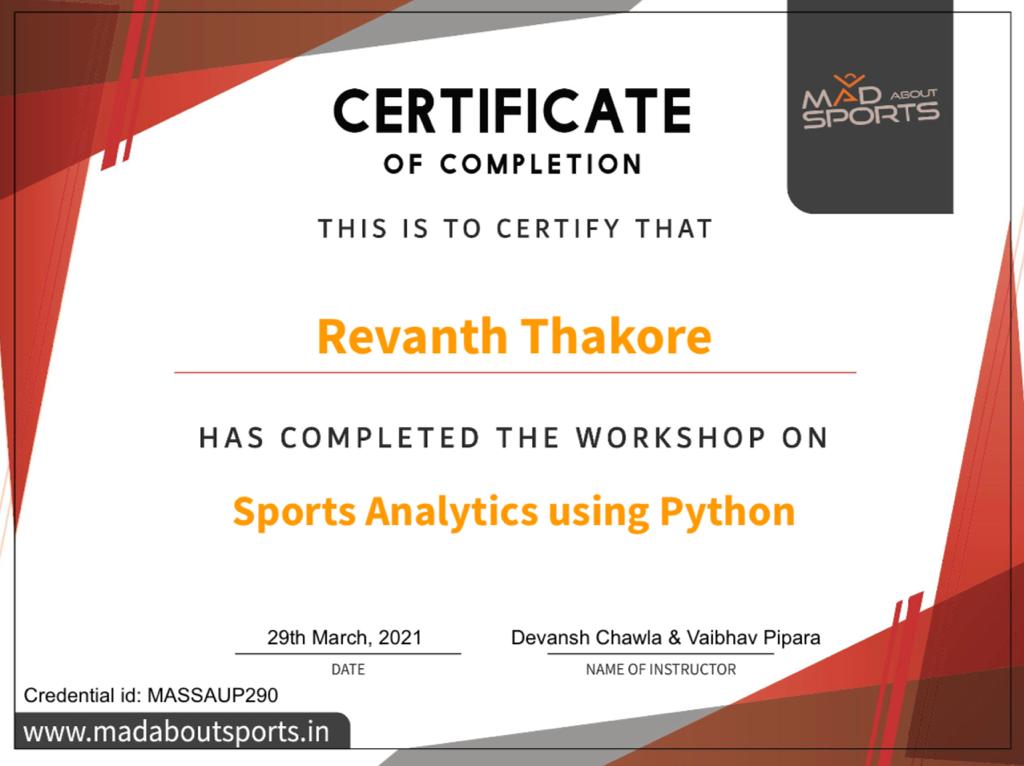 MAD ABOUT
SPORTS
CERTIFICATE
OF COMPLETION
THIS IS TO CERTIFY THAT
Revanth Thakore
HAS COMPLETED THE WORKSHOP ON
Sports Analytics using Python
29th March, 2021
DATE
Devansh Chawla & Vaibhav Pipara
NAME OF INSTRUCTOR
Credential id: MASSAUP290
www.madaboutsports.in